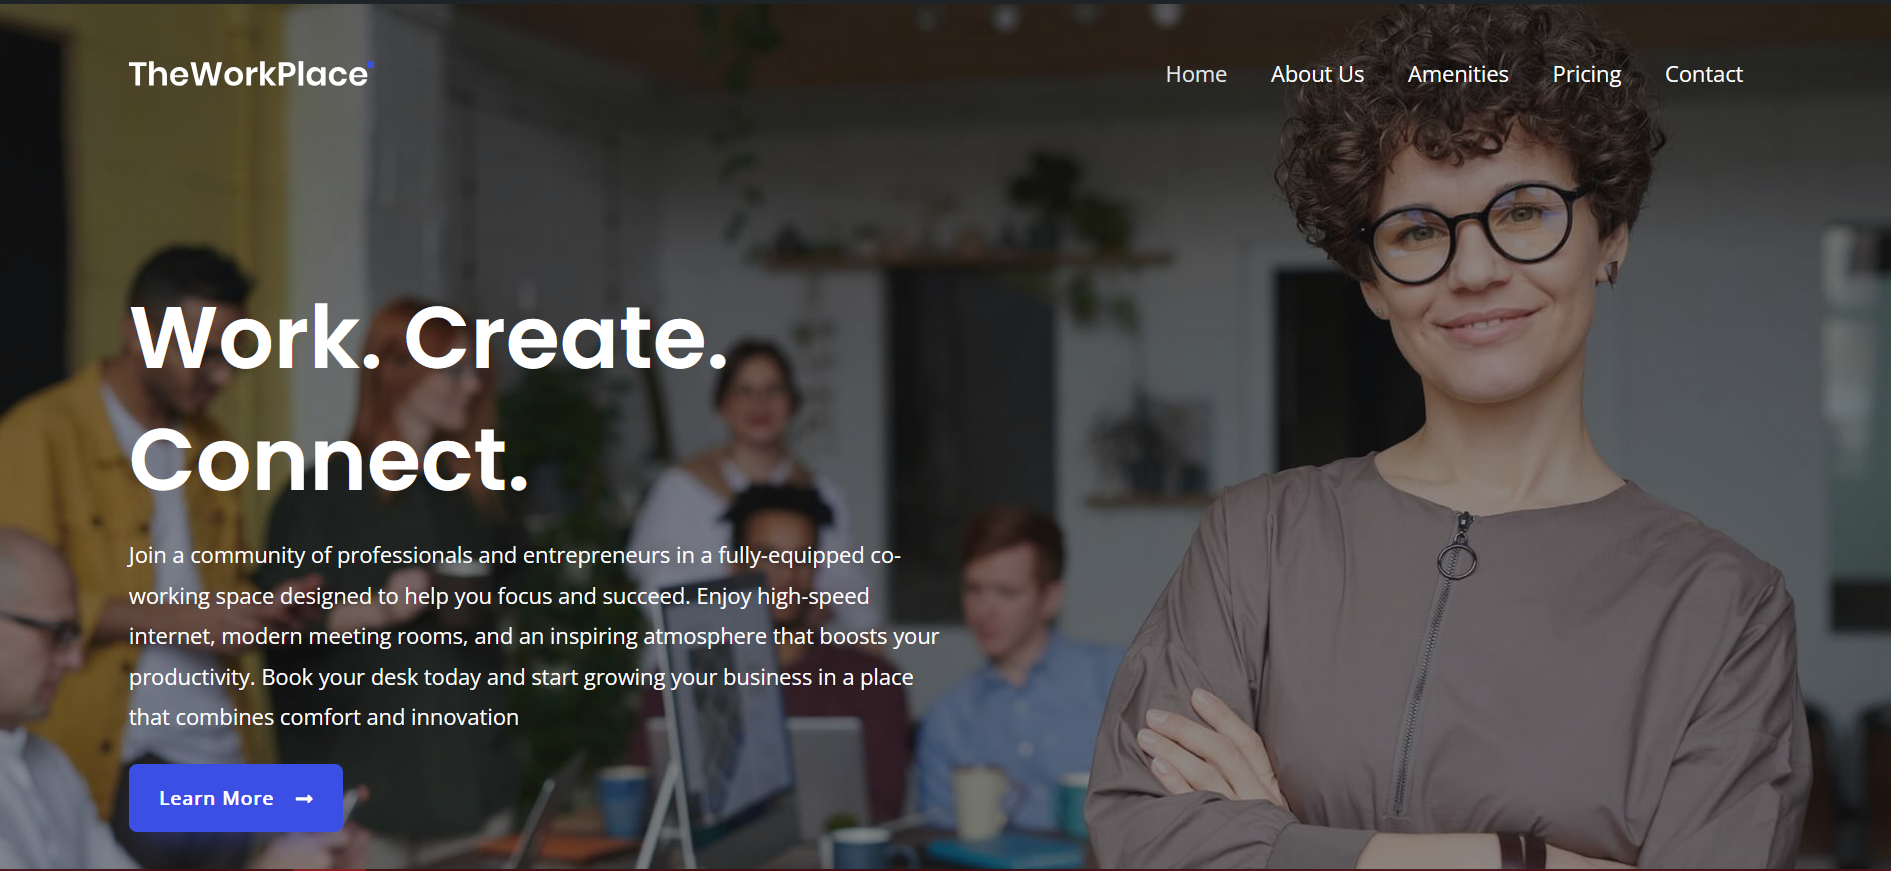 TheWorkPlace
Home About Us Amenities Pricing Contact
Work. Create.
Connect.
Join a community of professionals and entrepreneurs in a fully-equipped co-
working space designed to help you focus and succeed. Enjoy high-speed
internet, modern meeting rooms, and an inspiring atmosphere that boosts your
productivity. Book your desk today and start growing your business in a place
that combines comfort and innovation
Learn More